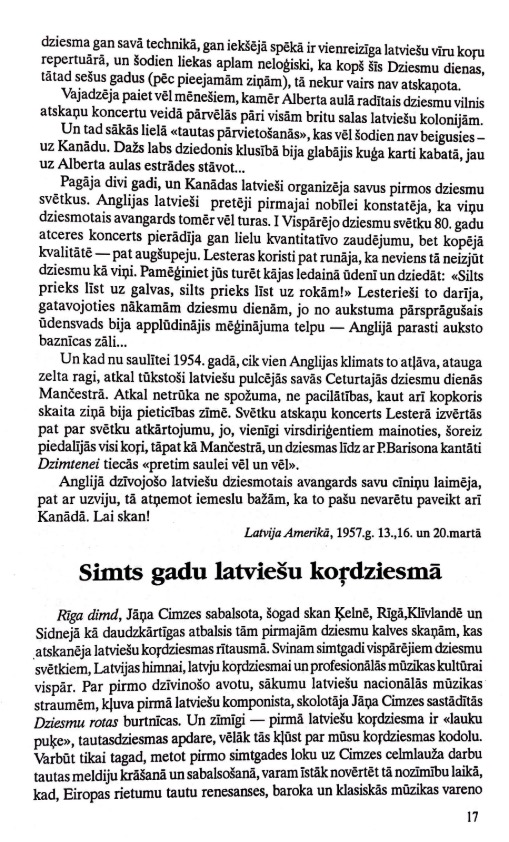 dziesma gan savā technikā, gan iekšējā spēkā ir vienreizīga latviešu vīru koŗu
repertuārā, un šodien liekas aplam neloģiski, ka kopš šīs Dziesmu dienas,
tātad sešus gadus (pēc pieejamām ziņām), tā nekur vairs nav atskaņota.
Vajadzēja paiet vēl mēnešiem, kamēr Alberta aulā radītais dziesmu vilnis
atskaņu koncertu veidā pārvēlās pāri visām britu salas latviešu kolonijām.
Un tad sākās lielā «tautas pārvietošanās», kas vēl šodien nav beigusies –
uz Kanādu. Dažs labs dziedonis klusībā bija glabājis kuģa karti kabatā, jau
uz Alberta aulas estrādes stāvot...
Pagāja divi gadi, un Kanādas latvieši organizēja savus pirmos dziesmu
svētkus. Anglijas latvieši pretēji pirmajai nobīlei konstatēja, ka viņu
dziesmotais avangards tomēr vēl turas. I Vispārējo dziesmu svētku 80. gadu
atceres koncerts pierādīja gan lielu kvantitatīvo zaudējumu, bet kopējā
kvalitātē — pat augšupeju. Lesteras koristi pat runāja, ka neviens tā neizjūt
dziesmu kā viņi. Pamēģiniet jūs turēt kājas ledainā ūdenī un dziedāt: «Silts
prieks līst uz galvas, silts prieks līst uz rokām!» Lesterieši to darīja,
gatavojoties nākamām dziesmu dienām, jo no aukstuma pārsprāgušais
ūdensvads bija applūdinājis mēģinājuma telpu — Anglijā parasti auksto
baznīcas zāli...
Un kad nu saulītei 1954. gadā, cik vien Anglijas klimats to atļāva, atauga
zelta ragi, atkal tūkstoši latviešu pulcējās savās Ceturtajās dziesmu dienās
Mančestrā. Atkal netrūka ne spožuma, ne pacilātības, kaut arī kopkoris
skaita ziņā bija pieticības zīmē. Svētku atskaņu koncerts Lesterā izvērtās
pat par svētku atkārtojumu, jo, vienīgi virsdiriģentiem mainoties, šoreiz
piedalījās visi koŗi, tāpat kā Mančestrā, un dziesmas līdz ar P.Barisona kantāti
Dzimtenei tiecās «pretim saulei vēl un vēl».
Anglijā dzīvojošo latviešu dziesmotais avangards savu cīniņu laimēja,
pat ar uzviju, tā atņemot iemeslu bažām, ka to pašu nevarētu paveikt arī
Kanādā. Lai skan!
Latvija Amerikā, 1957.g. 13.,16. un 20.martā
Simts gadu latviešu koŗdziesmā
Rīga dimd, Jāņa Cimzes sabalsota, šogad skan Ķelnē, Rīgā,Klīvlandē un
Sidnejā kā daudzkārtīgas atbalsis tām pirmajām dziesmu kalves skaņām, kas
atskanēja latviešu koŗdziesmas rītausmā. Svinam simtgadi vispārējiem dziesmu
svētkiem, Latvijas himnai, latvju koŗdziesmai un profesionālās mūzikas kultūrai
vispār. Par pirmo dzīvinošo avotu, sākumu latviešu nacionālās mūzikas
straumēm, kļuva pirmā latviešu komponista, skolotāja Jāņa Cimzes sastādītās
Dziesmu rotas burtnīcas. Un zīmīgi — pirmā latviešu koŗdziesma ir «lauku
puķe», tautasdziesmas apdare, vēlāk tās kļūst par mūsu koŗdziesmas kodolu.
Varbūt tikai tagad, metot pirmo simtgades loku uz Cimzes celmlauža darbu
tautas meldiju krāšanā un sabalsošanā, varam īstāk novērtēt tā nozīmību laikā,
kad, Eiropas rietumu tautu renesanses, baroka un klasiskās mūzikas vareno
17